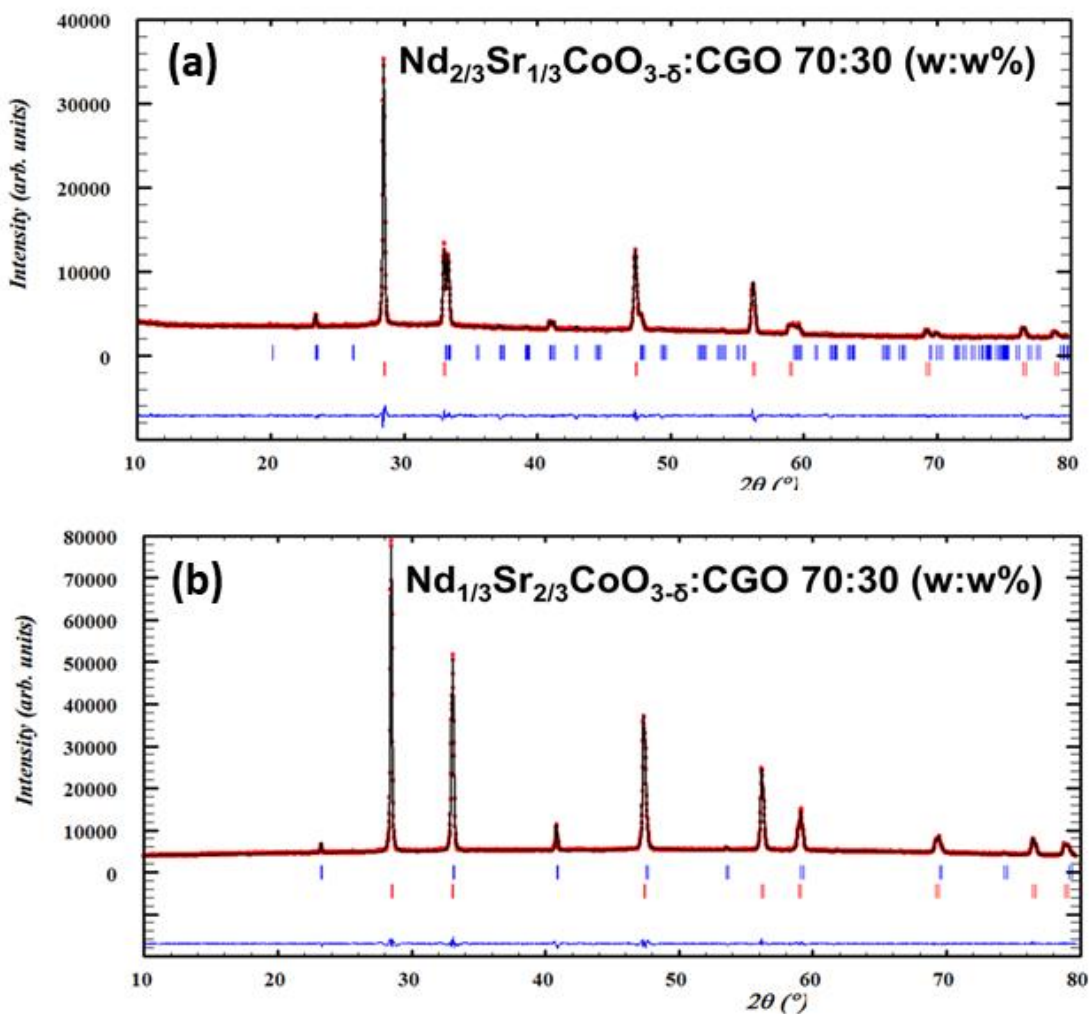 (a) Nd2/3Sr1/3CoO3-δ:CGO 70:30 (w:w%)
Intensity (arb. units)
40000
30000
20000
10000
0
10 20 30 40 50 60 70 80
2θ (°)
(b) Nd1/3Sr2/3CoO3-δ:CGO 70:30 (w:w%)
Intensity (arb. units)
80000
70000
60000
50000
40000
30000
20000
10000
0
10 20 30 40 50 60 70 80
2θ (°)